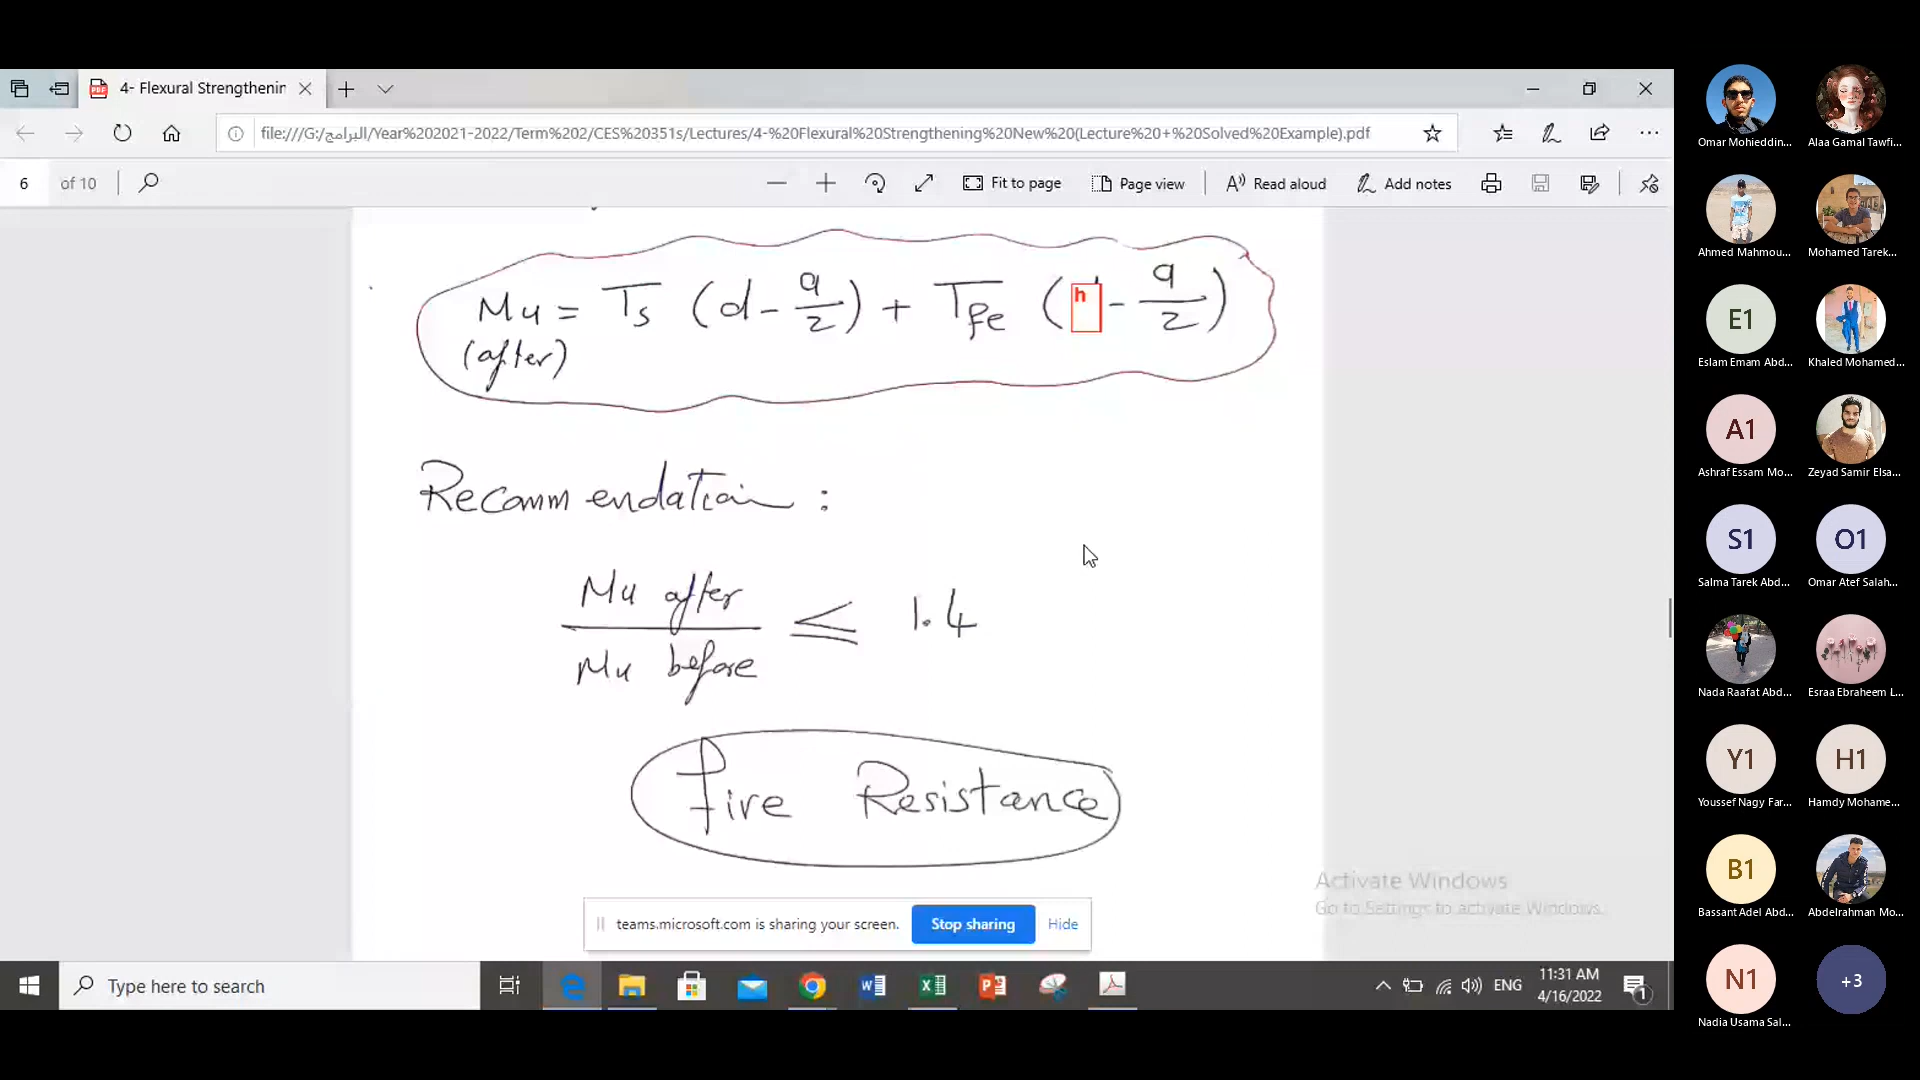 4- Flexural Strengthenin
file:///G:/البرامج/Year%202021-2022/Term%202/CES%20351s/Lectures/4-%20Flexural%20Strengthening%20New%20(Lecture%20+%20Solved%20Example).pdf
6 of 10
Fit to page
Page view
Read aloud
Add notes
Mu = Ts (d - a/2) + Tfe (h - a/2)
(after)
Recommendation :
Mu after
≤ 1.4
Mu before
Fire Resistance
Activate Windows
Go to Settings to activate Windows.
teams.microsoft.com is sharing your screen.
Stop sharing
Hide
Type here to search
ENG
11:31 AM
4/16/2022
1
Omar Mohieddin...
Alaa Gamal Tawfi...
Ahmed Mahmou...
Mohamed Tarek...
E1
Eslam Emam Abd...
Khaled Mohamed...
A1
Ashraf Essam Mo...
Zeyad Samir Elsa...
S1
Salma Tarek Abd...
O1
Omar Atef Salah...
Nada Raafat Abd...
Esraa Ebraheem L...
Y1
Youssef Nagy Far...
H1
Hamdy Mohame...
B1
Bassant Adel Abd...
Abdelrahman Mo...
N1
Nadia Usama Sal...
+3